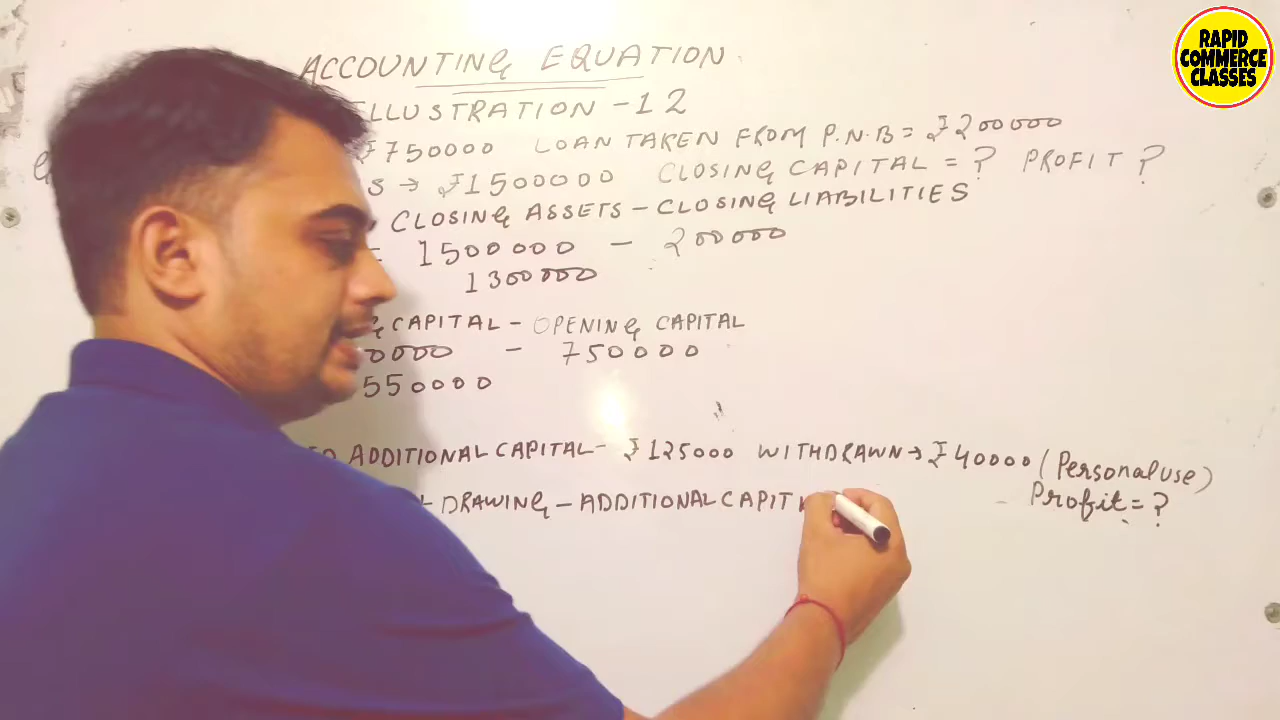 RAPID
COMMERCE
CLASSES
ACCOUNTING EQUATION
ILLUSTRATION - 12
₹750000 LOAN TAKEN FROM P.N.B = ₹200000
S → ₹1500000 CLOSING CAPITAL = ? PROFIT ?
CLOSING ASSETS - CLOSING LIABILITIES
= 1500000 - 200000
1300000
G CAPITAL - OPENING CAPITAL
0000 - 750000
550000
ADDITIONAL CAPITAL - ₹125000 WITHDRAWN → ₹40000 (Personal use)
Profit = ?
DRAWING - ADDITIONAL CAPIT